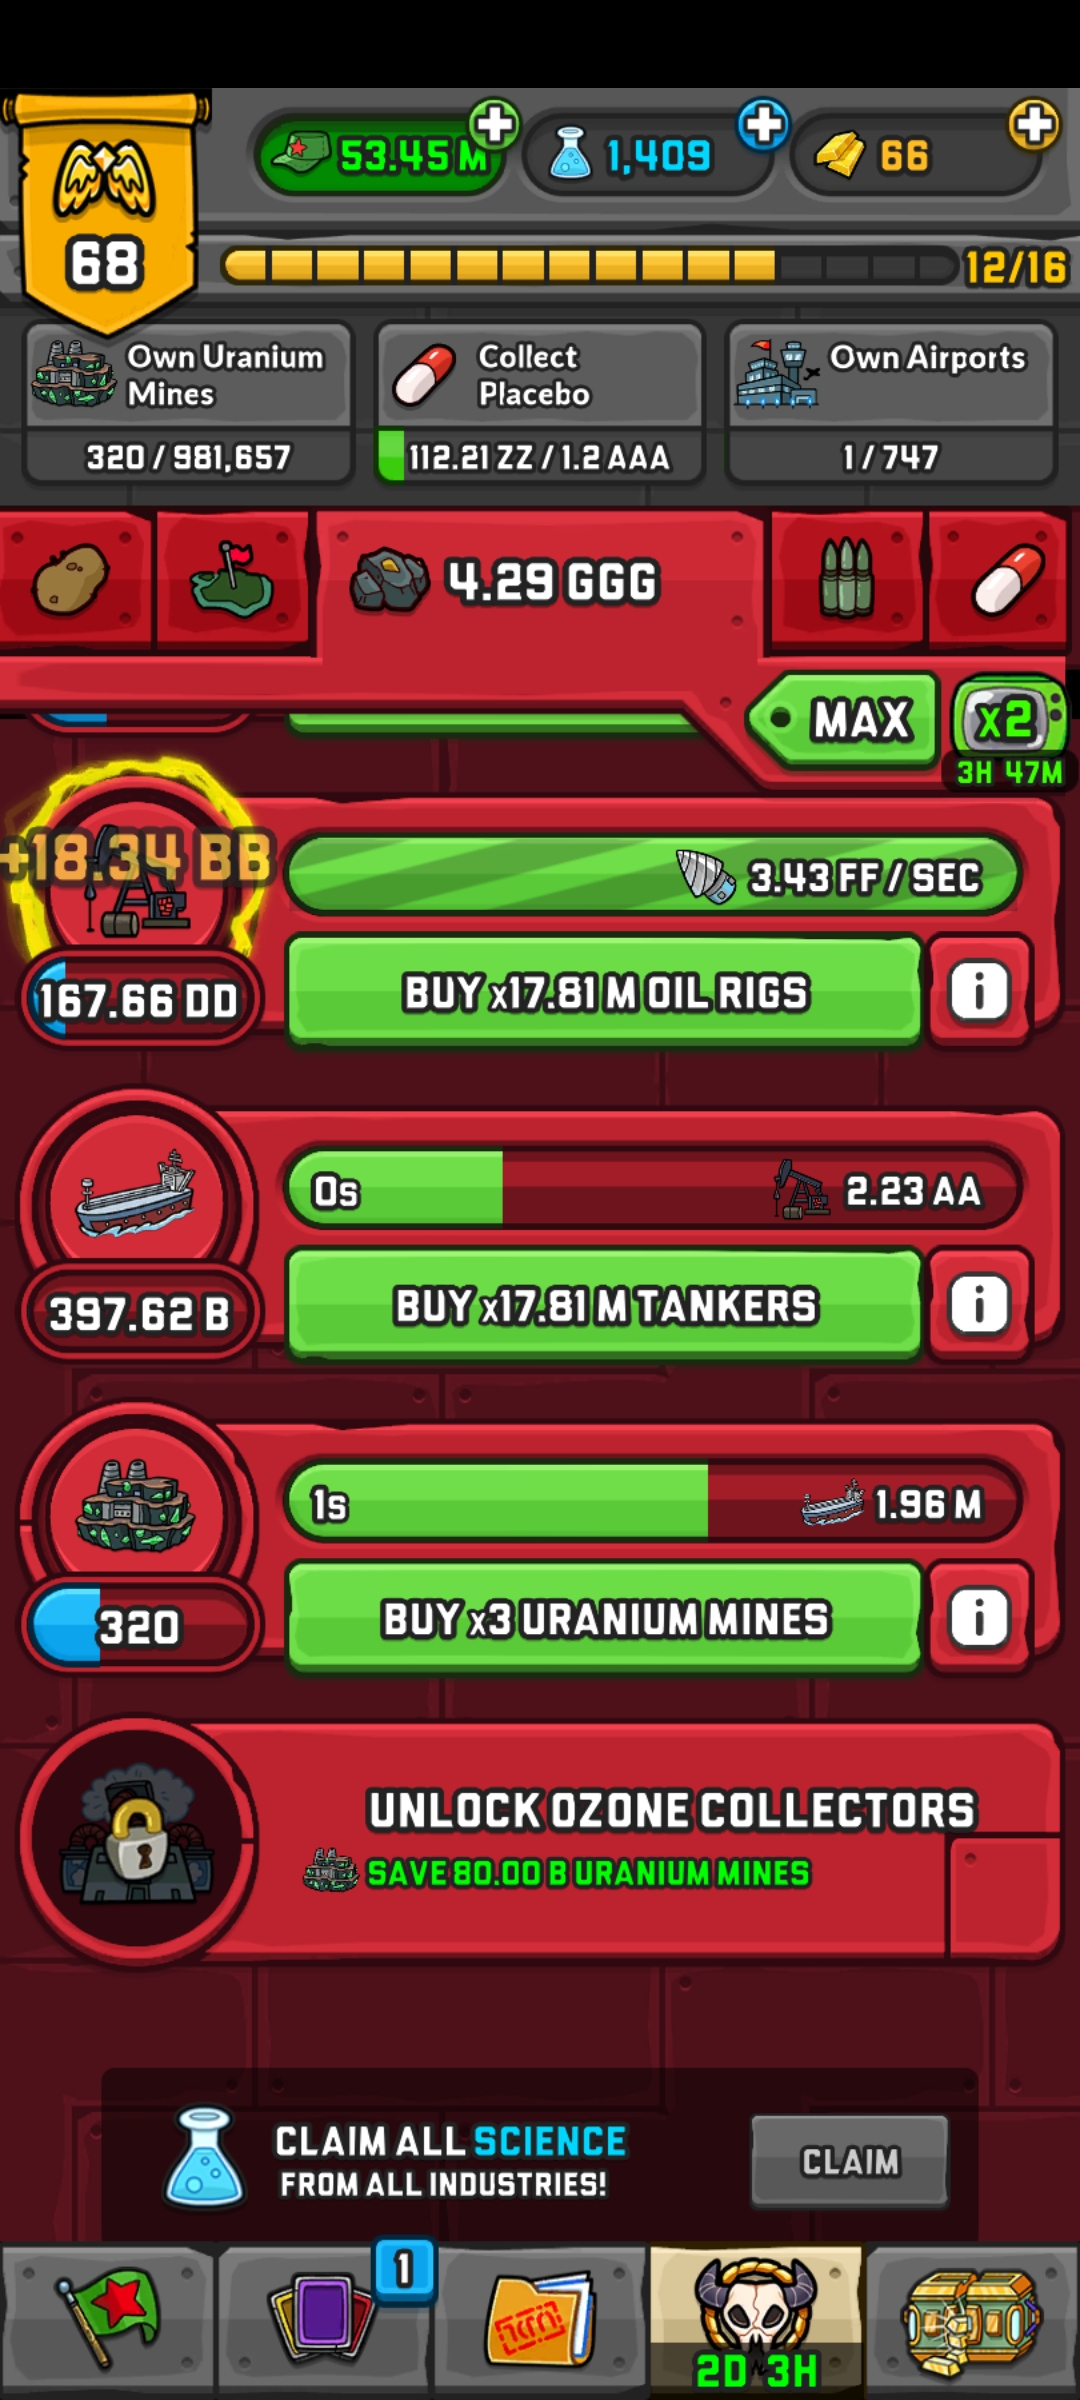 53.45 M
1,409
66
68
12/16
Own Uranium
Mines
320 / 981,657
Collect
Placebo
112.21 ZZ / 1.2 AAA
Own Airports
1 / 747
4.29 GGG
MAX
x2
3H 47M
+18.34 BB
3.43 FF / SEC
167.66 DD
BUY x17.81 M OIL RIGS
i
0s
2.23 AA
397.62 B
BUY x17.81 M TANKERS
i
1s
1.96 M
320
BUY x3 URANIUM MINES
i
UNLOCK OZONE COLLECTORS
SAVE 80.00 B URANIUM MINES
CLAIM ALL SCIENCE
FROM ALL INDUSTRIES!
CLAIM
1
2D 3H